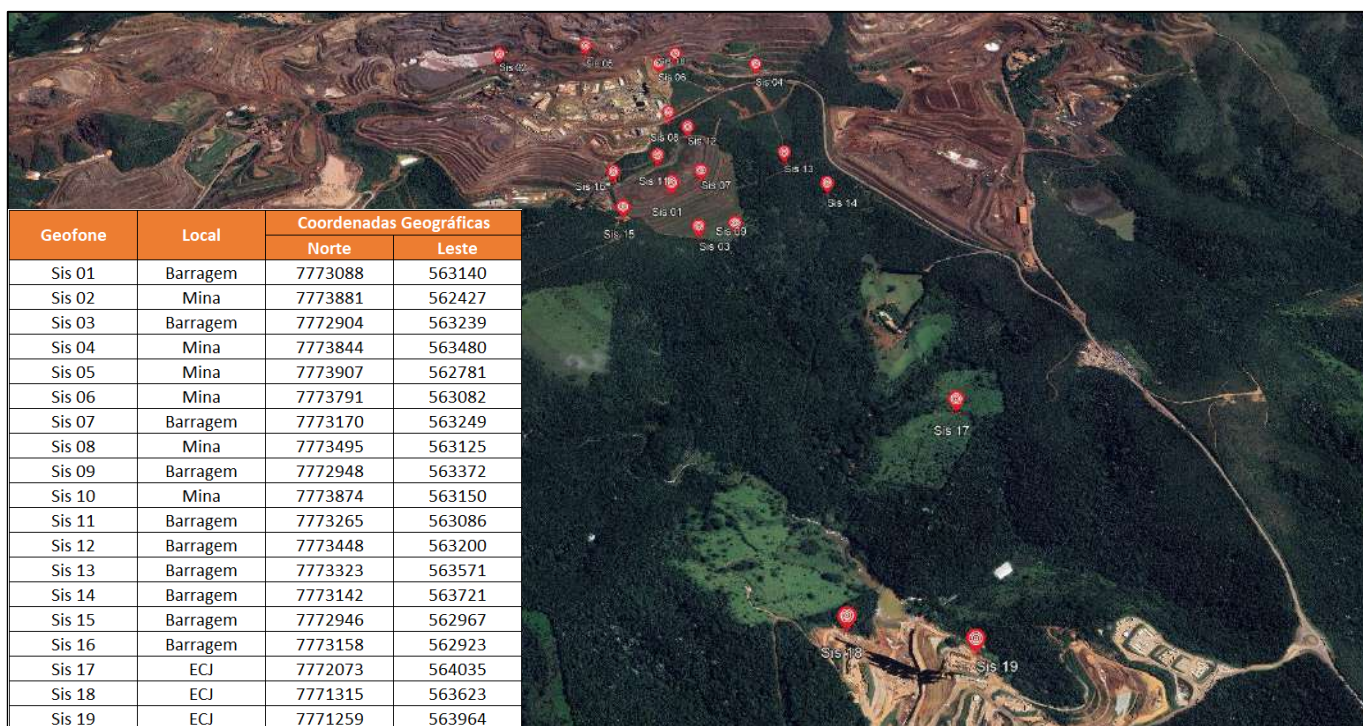 Sis 02
Sis 05
Sis 06
Sis 04
Sis 08
Sis 12
Sis 13
Sis 16
Sis 11
Sis 07
Sis 14
Sis 01
Sis 15
Sis 09
Sis 03
Sis 17
Sis 18
Sis 19
Geofone Local Coordenadas Geográficas
Norte Leste
Sis 01 Barragem 7773088 563140
Sis 02 Mina 7773881 562427
Sis 03 Barragem 7772904 563239
Sis 04 Mina 7773844 563480
Sis 05 Mina 7773907 562781
Sis 06 Mina 7773791 563082
Sis 07 Barragem 7773170 563249
Sis 08 Mina 7773495 563125
Sis 09 Barragem 7772948 563372
Sis 10 Mina 7773874 563150
Sis 11 Barragem 7773265 563086
Sis 12 Barragem 7773448 563200
Sis 13 Barragem 7773323 563571
Sis 14 Barragem 7773142 563721
Sis 15 Barragem 7772946 562967
Sis 16 Barragem 7773158 562923
Sis 17 ECJ 7772073 564035
Sis 18 ECJ 7771315 563623
Sis 19 ECJ 7771259 563964